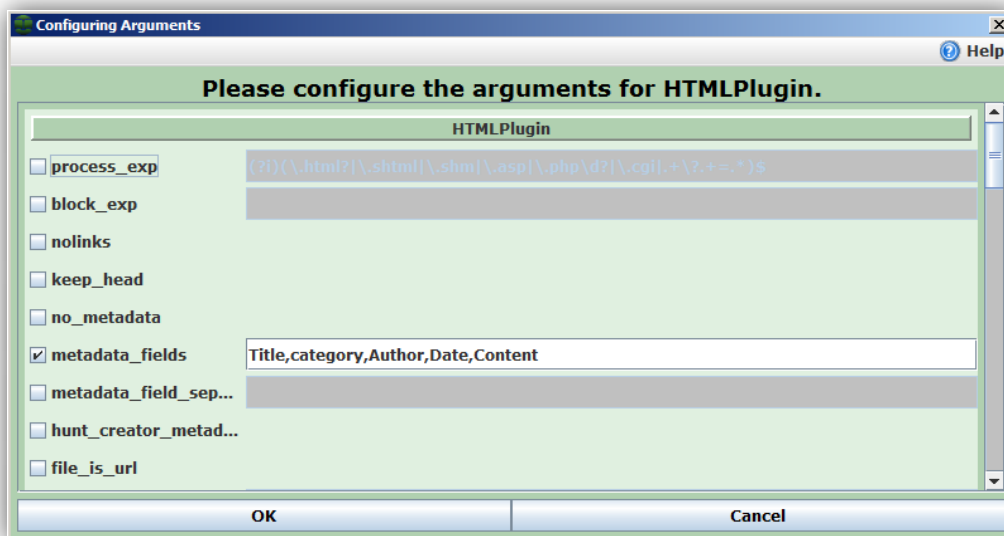 Configuring Arguments
Help
Please configure the arguments for HTMLPlugin.
HTMLPlugin
process_exp (?i)(\.html?|\.shtml|\.shm|\.asp|\.php\d?|\.cgi|.+\?.+=.*)$
block_exp
nolinks
keep_head
no_metadata
metadata_fields Title,category,Author,Date,Content
metadata_field_sep...
hunt_creator_metad...
file_is_url
OK Cancel